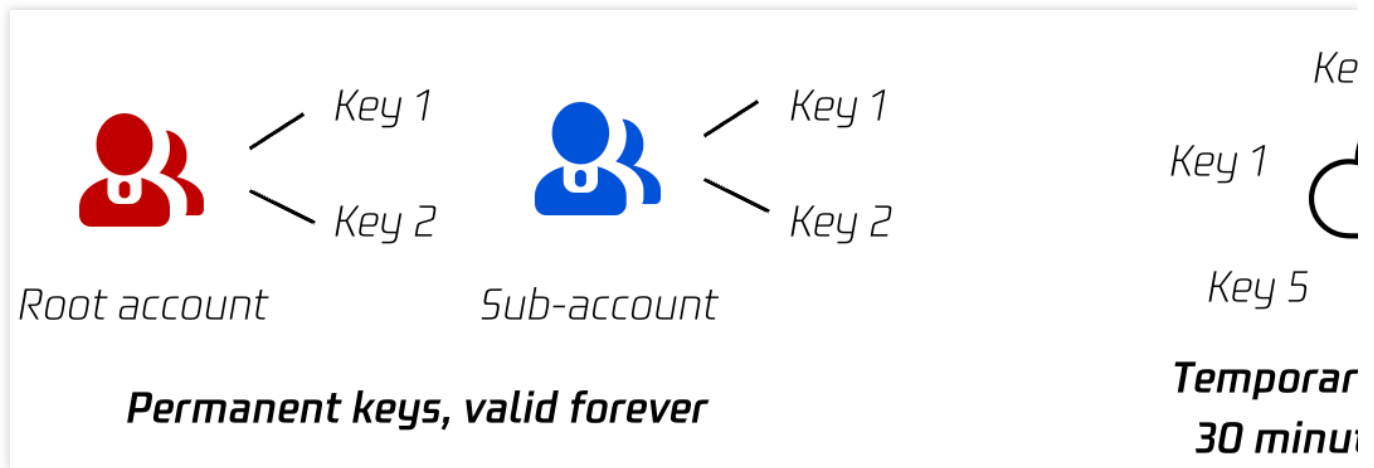 Key 1
Key 2
Root account
Key 1
Key 2
Sub-account
Permanent keys, valid forever
Key 1
Key 5
30